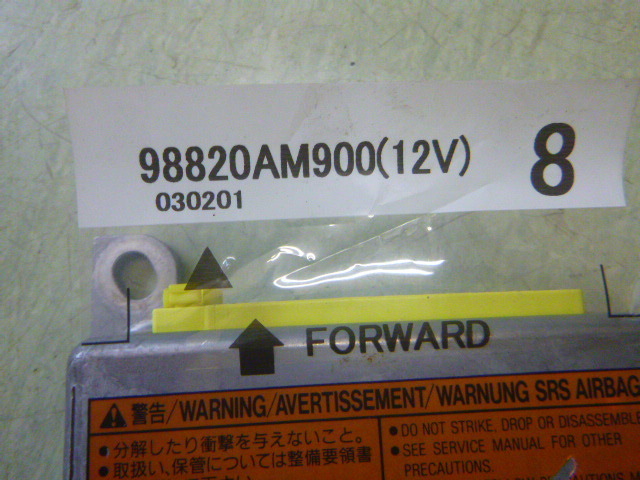 98820AM900(12V) 8
030201
FORWARD
警告/WARNING/AVERTISSEMENT/WARNUNG SRS AIRBAG
・分解したり衝撃を与えないこと。
・取扱い、保管については整備要領書
• DO NOT STRIKE, DROP OR DISASSEMBLE
• SEE SERVICE MANUAL FOR OTHER
PRECAUTIONS.